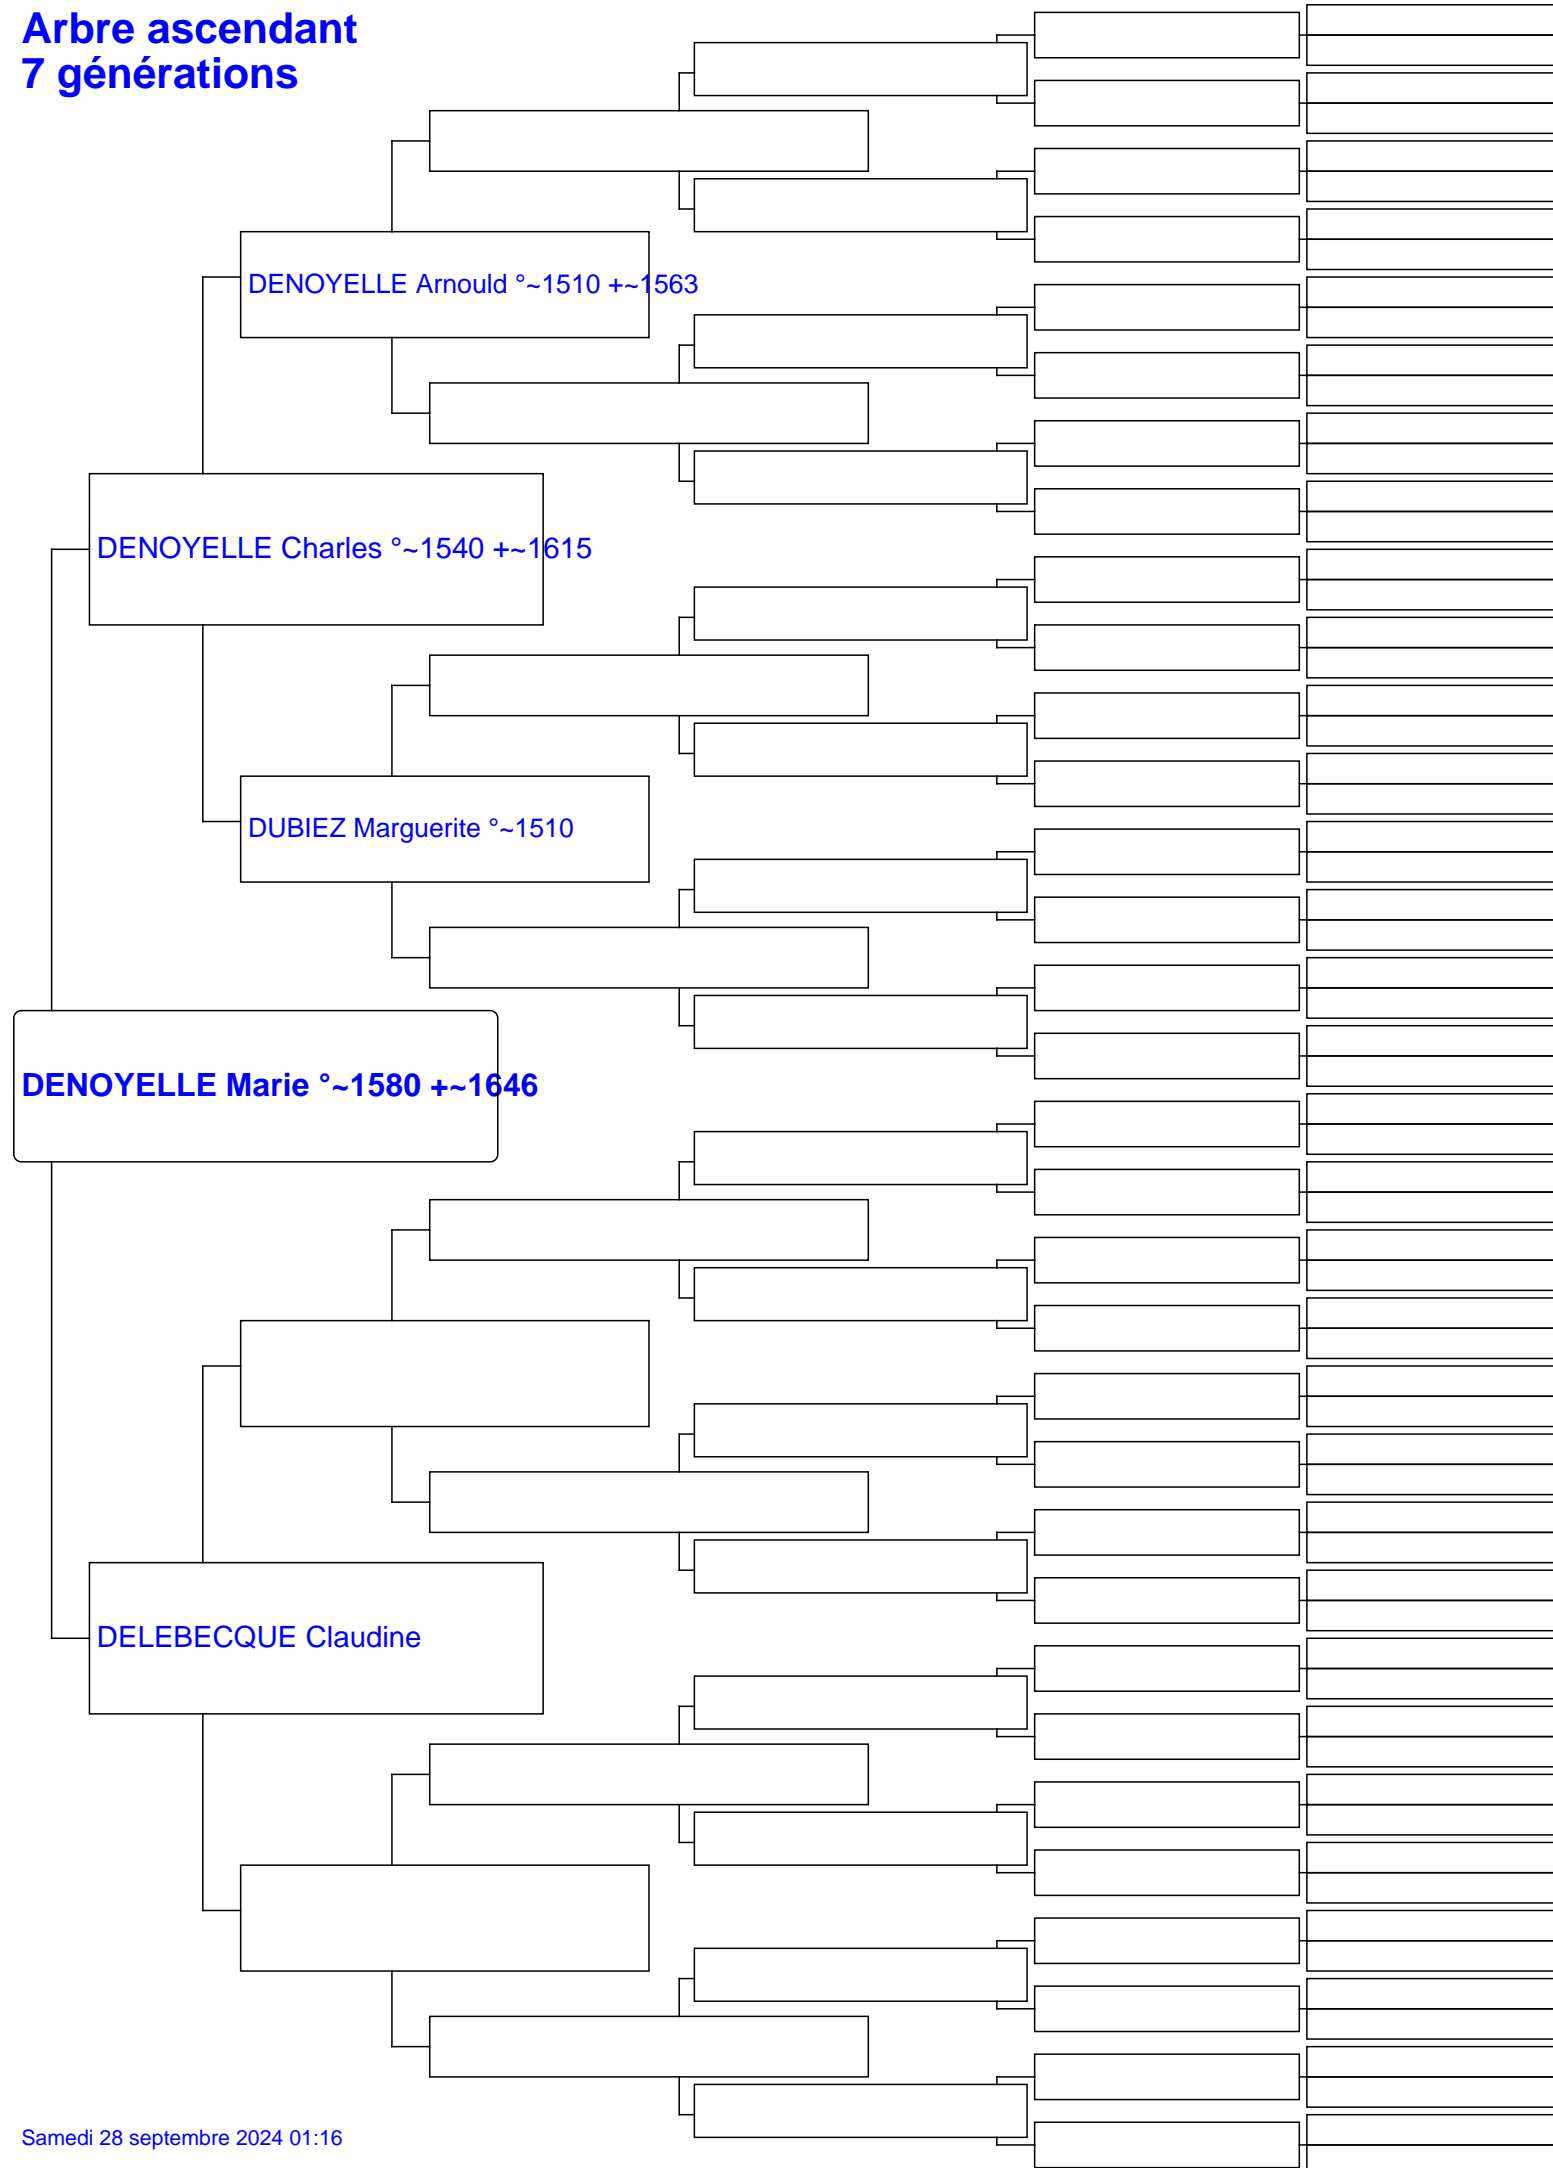 Arbre ascendant
7 générations
DENOYELLE Arnould °~1510 +~1563
DENOYELLE Charles °~1540 +~1615
DUBIEZ Marguerite °~1510
DENOYELLE Marie °~1580 +~1646
DELEBECQUE Claudine
Samedi 28 septembre 2024 01:16